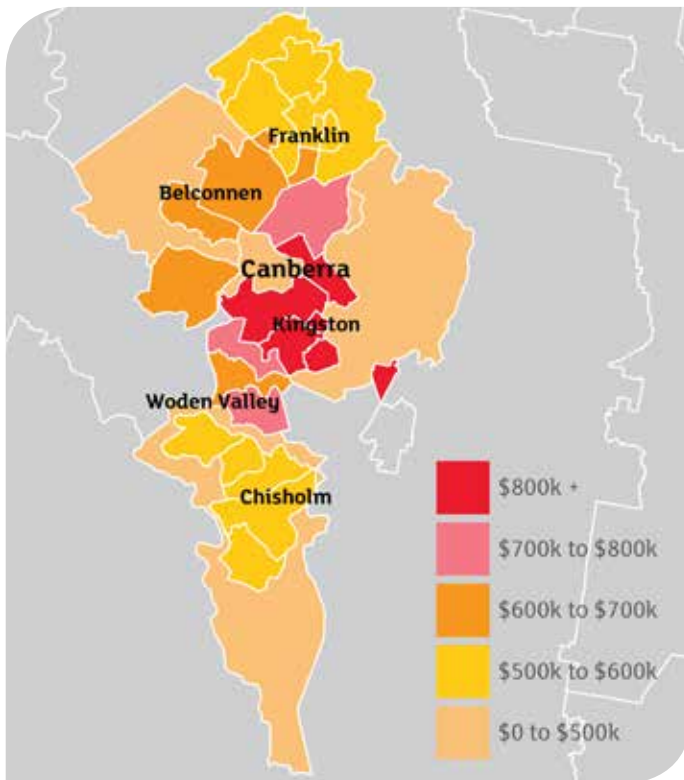 Franklin
Belconnen
Canberra
Kingston
Woden Valley
Chisholm
$800k +
$700k to $800k
$600k to $700k
$500k to $600k
$0 to $500k